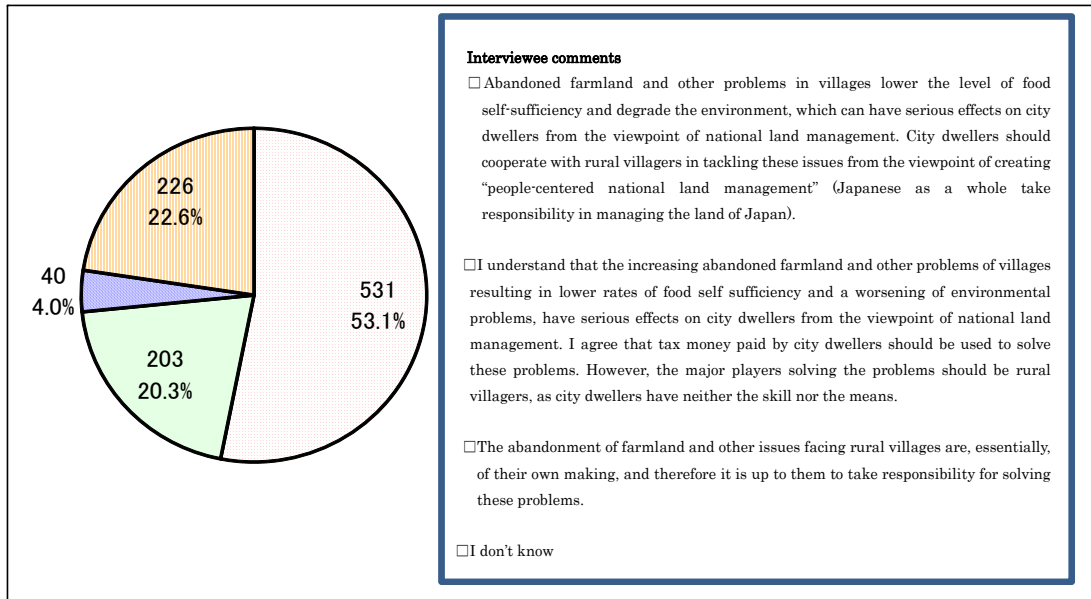 226
22.6%
40
4.0%
203
20.3%
531
53.1%
Interviewee comments
□ Abandoned farmland and other problems in villages lower the level of food
self-sufficiency and degrade the environment, which can have serious effects on city
dwellers from the viewpoint of national land management. City dwellers should
cooperate with rural villagers in tackling these issues from the viewpoint of creating
“people-centered national land management” (Japanese as a whole take
responsibility in managing the land of Japan).
□I understand that the increasing abandoned farmland and other problems of villages
resulting in lower rates of food self sufficiency and a worsening of environmental
problems, have serious effects on city dwellers from the viewpoint of national land
management. I agree that tax money paid by city dwellers should be used to solve
these problems. However, the major players solving the problems should be rural
villagers, as city dwellers have neither the skill nor the means.
□The abandonment of farmland and other issues facing rural villages are, essentially,
of their own making, and therefore it is up to them to take responsibility for solving
these problems.
□I don’t know